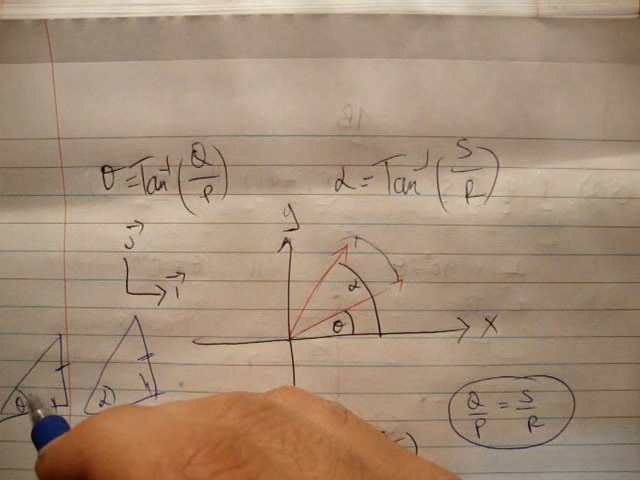 θ = Tan⁻¹(Q/P) α = Tan⁻¹(S/R)
y
j
α
i
θ
x
θ α
Q/P = S/R